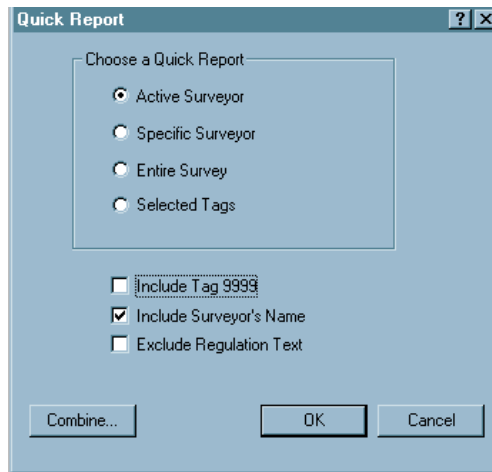 Quick Report
Choose a Quick Report
Active Surveyor
Specific Surveyor
Entire Survey
Selected Tags
Include Tag 9999
Include Surveyor's Name
Exclude Regulation Text
Combine... OK Cancel